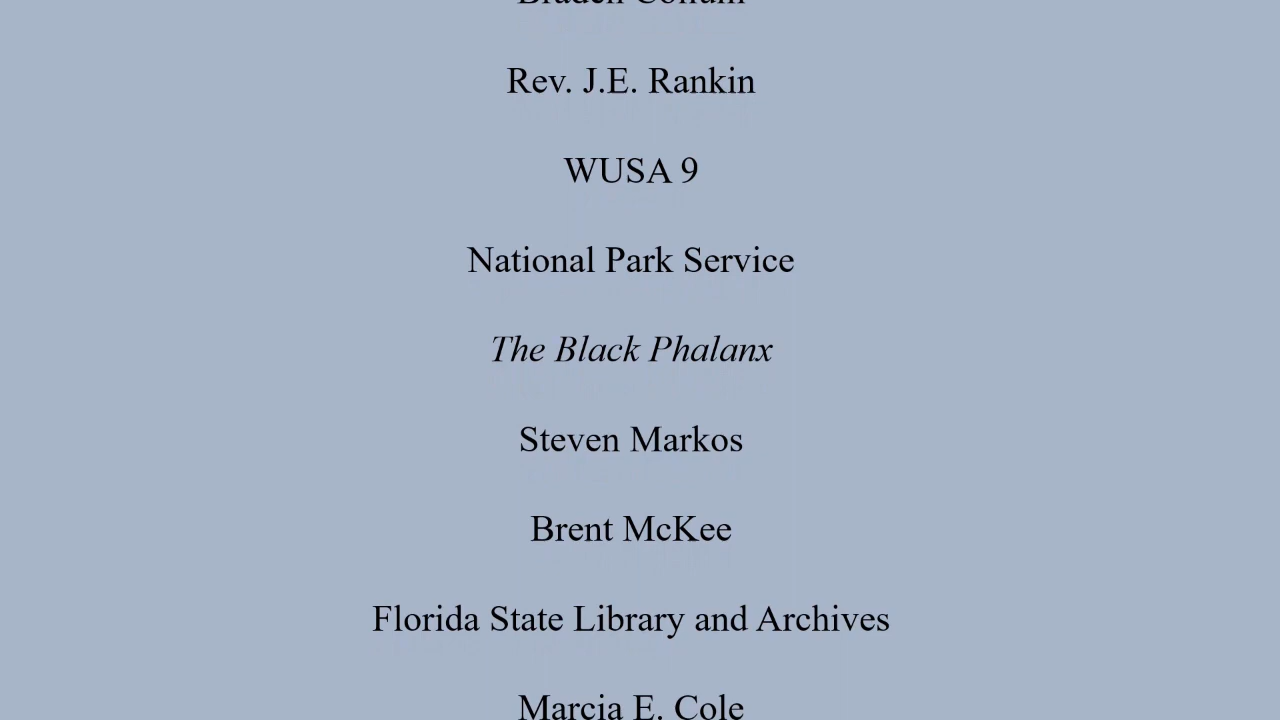 Rev. J.E. Rankin
WUSA 9
National Park Service
The Black Phalanx
Steven Markos
Brent McKee
Florida State Library and Archives
Marcia E. Cole